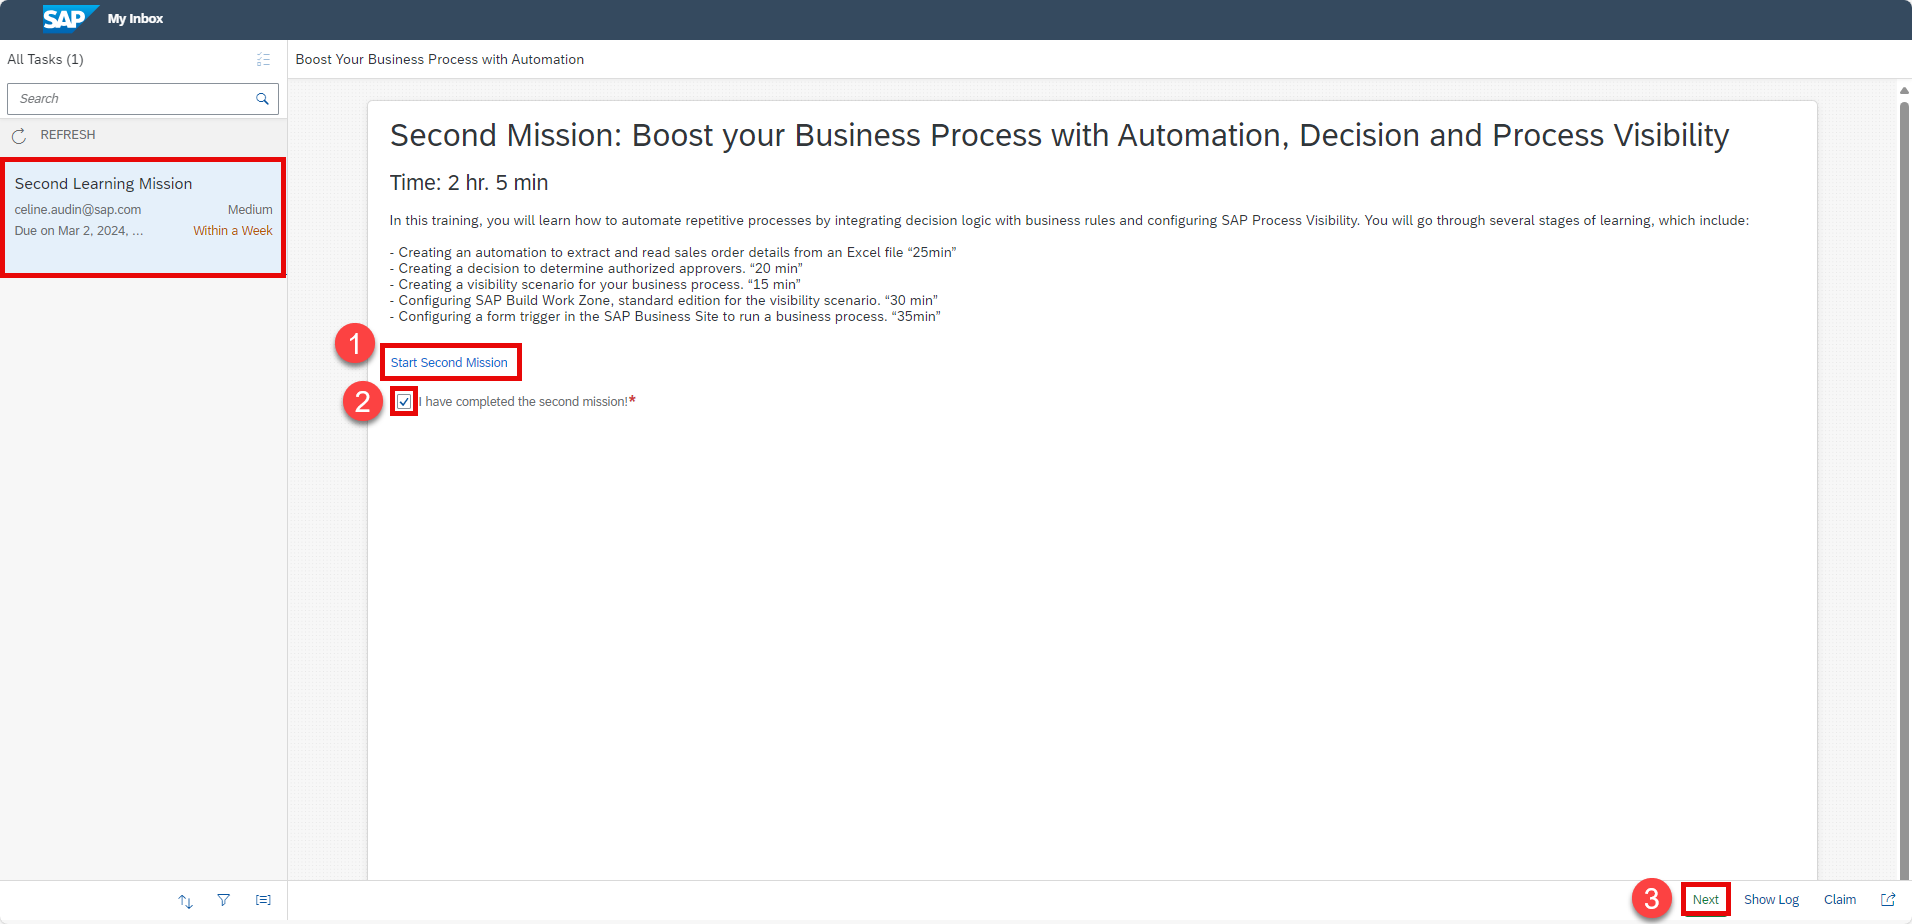 SAP My Inbox
All Tasks (1)
Boost Your Business Process with Automation
Search
REFRESH
Second Learning Mission
celine.audin@sap.com Medium
Due on Mar 2, 2024, ... Within a Week
Second Mission: Boost your Business Process with Automation, Decision and Process Visibility
Time: 2 hr. 5 min
In this training, you will learn how to automate repetitive processes by integrating decision logic with business rules and configuring SAP Process Visibility. You will go through several stages of learning, which include:
- Creating an automation to extract and read sales order details from an Excel file “25min”
- Creating a decision to determine authorized approvers. “20 min”
- Creating a visibility scenario for your business process. “15 min”
- Configuring SAP Build Work Zone, standard edition for the visibility scenario. “30 min”
- Configuring a form trigger in the SAP Business Site to run a business process. “35min”
1
Start Second Mission
2
I have completed the second mission!*
3
Next Show Log Claim